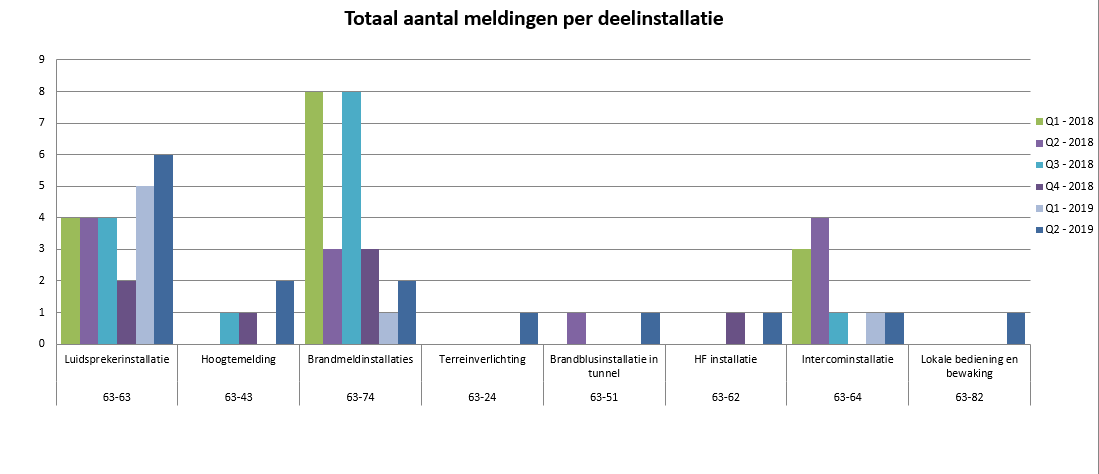 Totaal aantal meldingen per deelinstallatie
9
8
7
6
5
4
3
2
1
0
Q1 - 2018
Q2 - 2018
Q3 - 2018
Q4 - 2018
Q1 - 2019
Q2 - 2019
Luidsprekerinstallatie
Hoogtemelding
Brandmeldinstallaties
Terreinverlichting
Brandblusinstallatie in
tunnel
HF installatie
Intercominstallatie
Lokale bediening en
bewaking
63-63
63-43
63-74
63-24
63-51
63-62
63-64
63-82